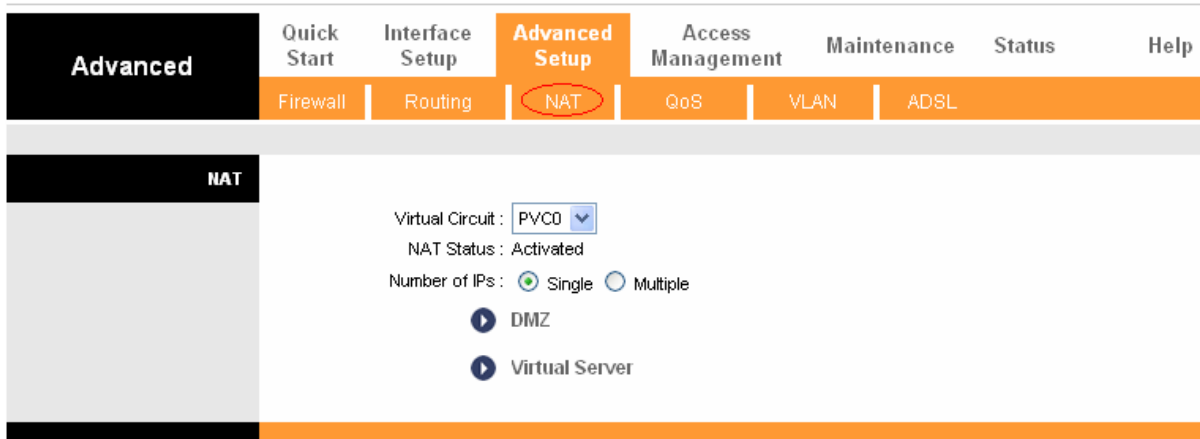 Advanced
Quick Start
Interface Setup
Advanced Setup
Access Management
Maintenance
Status
Help
Firewall
Routing
NAT
QoS
VLAN
ADSL
NAT
Virtual Circuit : PVC0
NAT Status : Activated
Number of IPs : Single Multiple
DMZ
Virtual Server